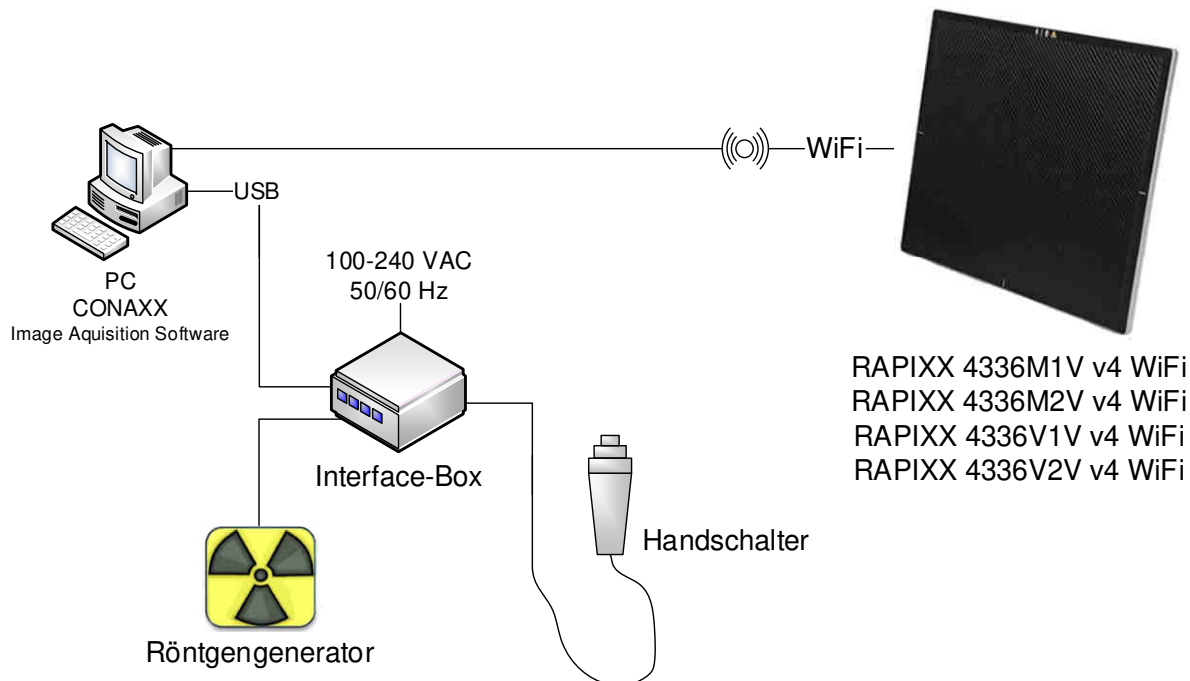 WiFi
USB
PC
CONAXX
Image Aquisition Software
100-240 VAC
50/60 Hz
Interface-Box
Röntgengenerator
Handschalter
RAPIXX 4336M1V v4 WiFi
RAPIXX 4336M2V v4 WiFi
RAPIXX 4336V1V v4 WiFi
RAPIXX 4336V2V v4 WiFi